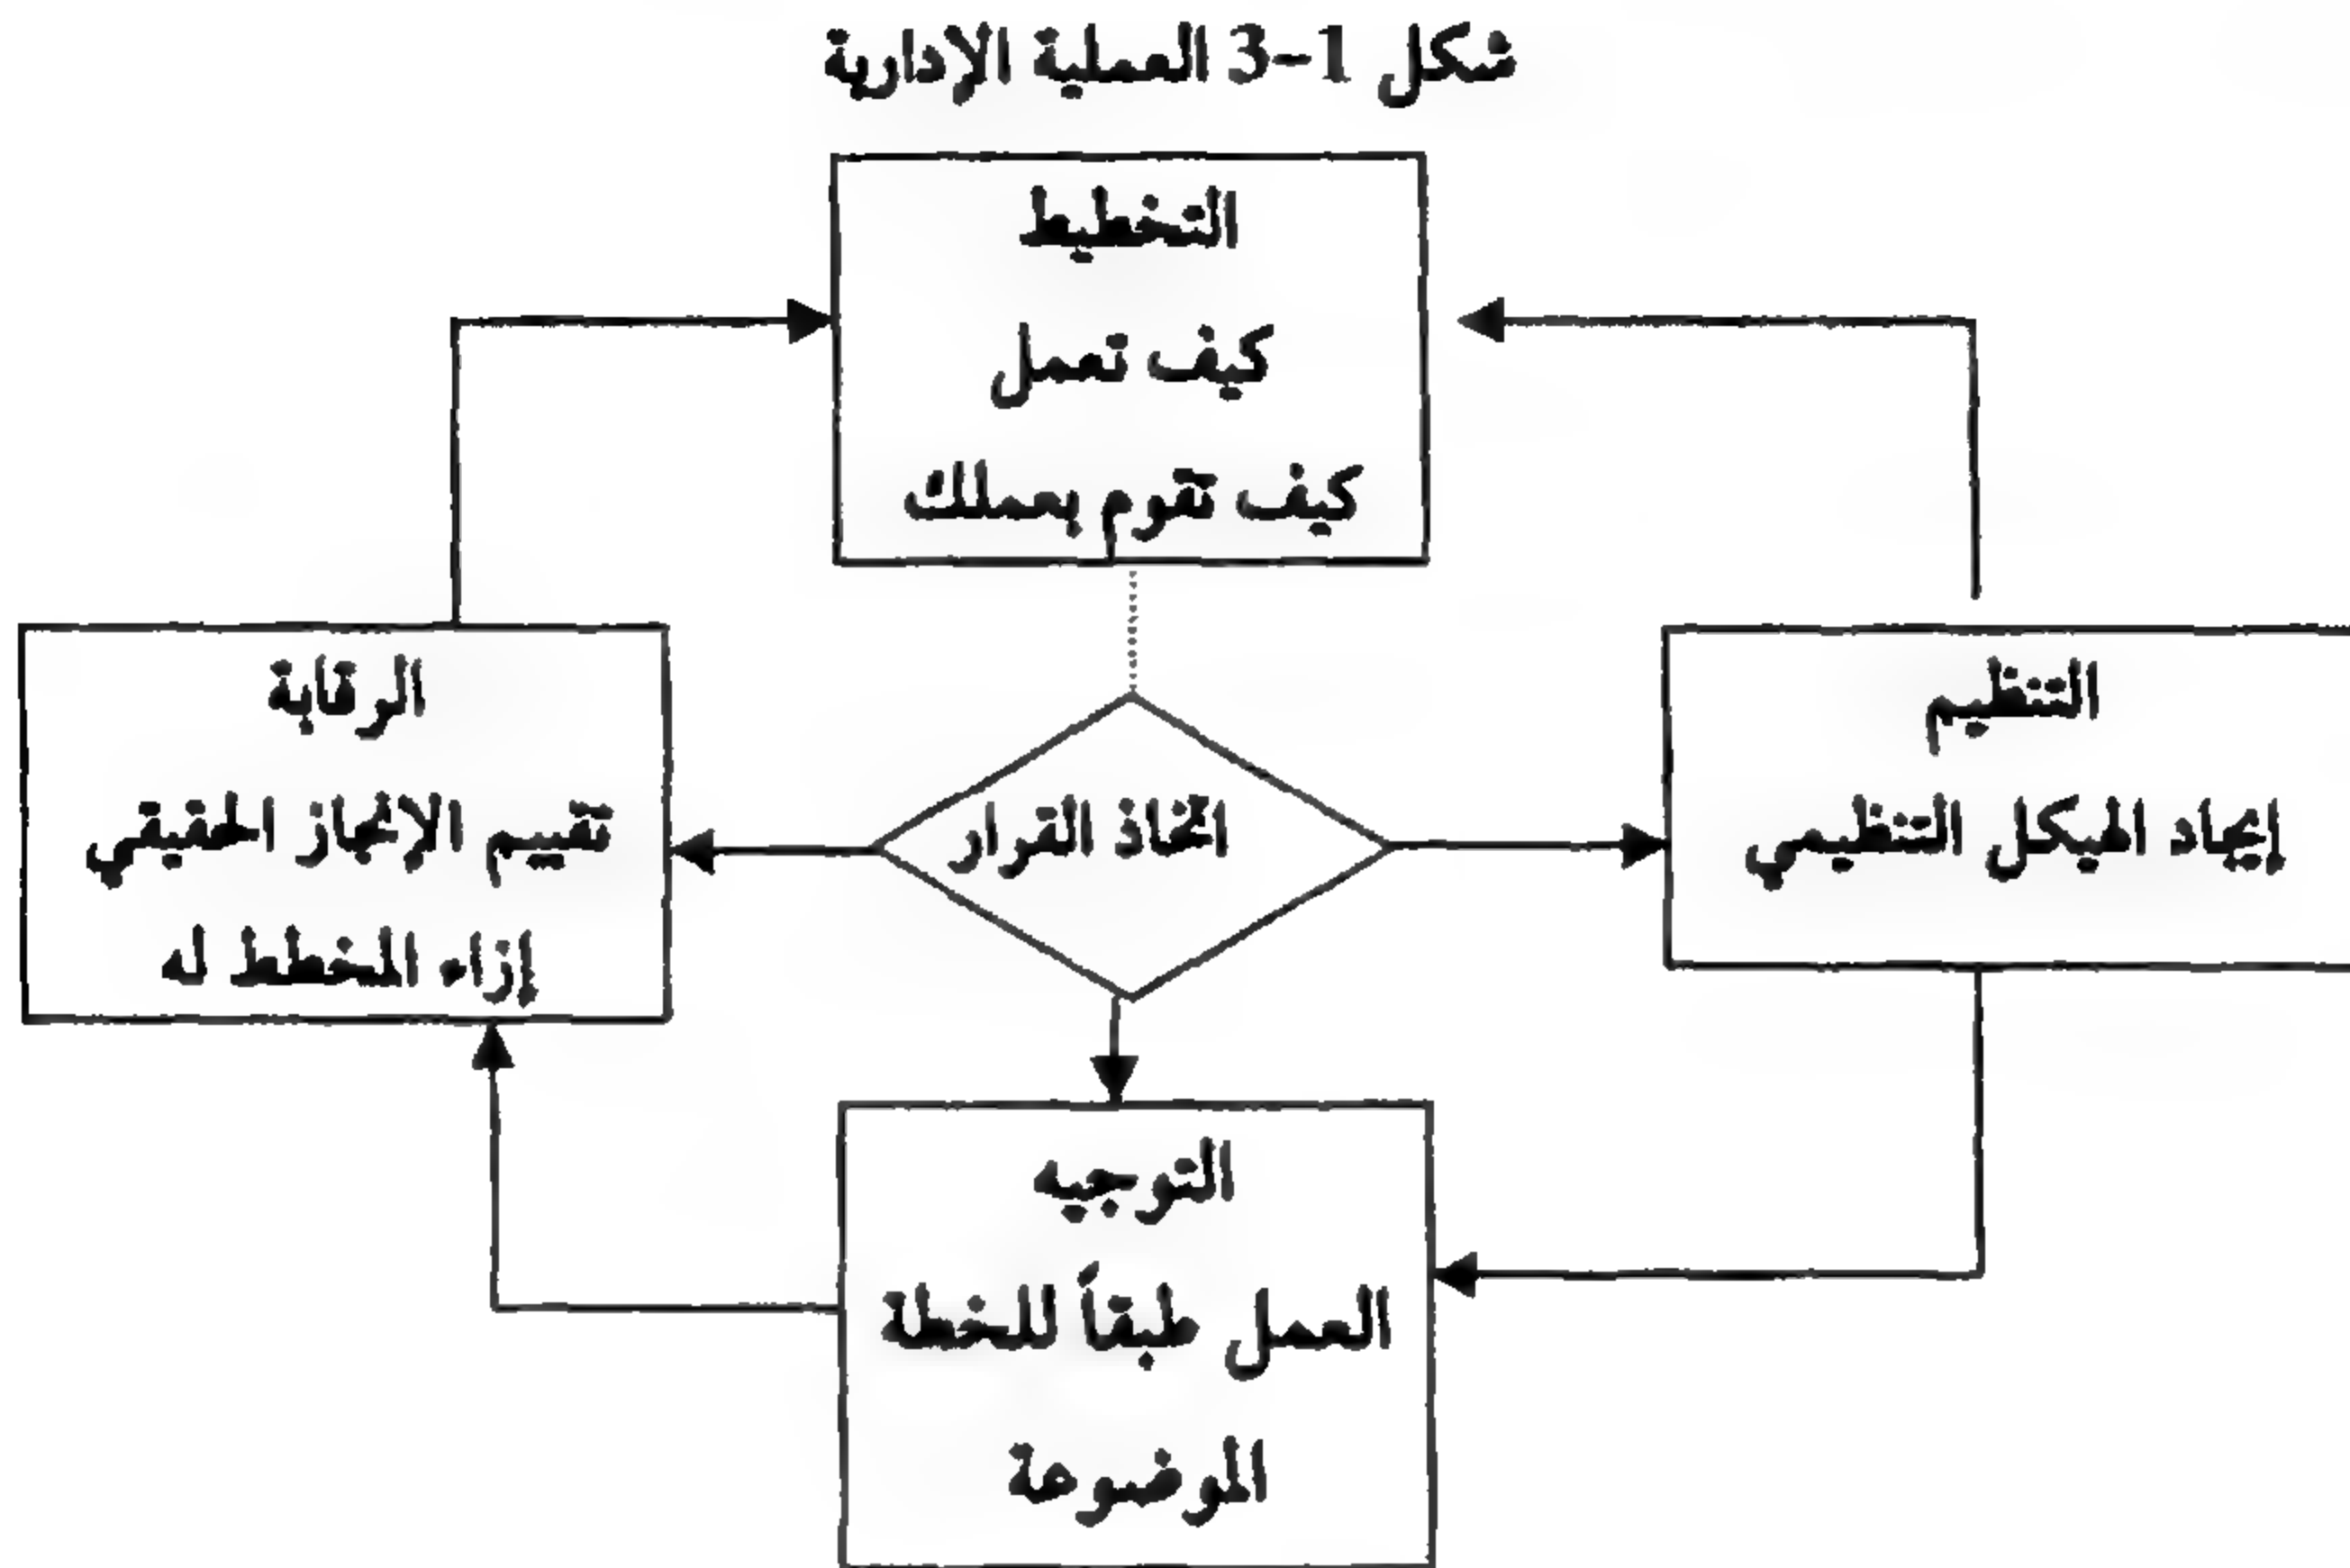 شكل 1-3 العملية الإدارية
التخطيط
كيف تعمل
كيف تقوم بعملك
التنظيم
إيجاد الهيكل التنظيمي
اتخاذ القرار
الرقابة
تقييم الإنجاز الحقيقي
إزاء المخطط له
التوجيه
العمل طبقاً للخطة
الموضوعة